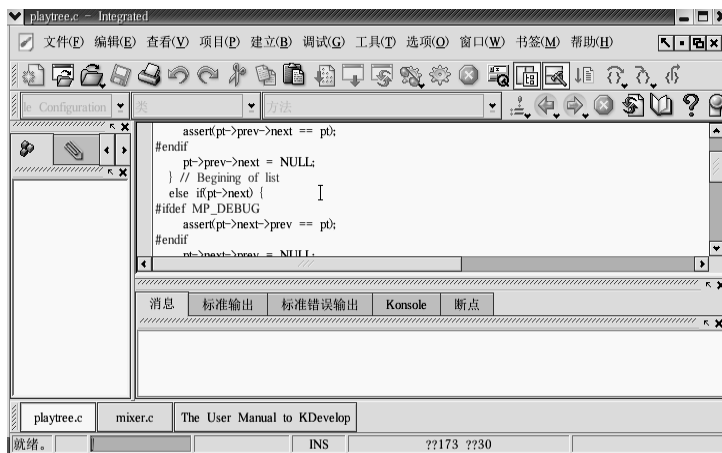 playtree.c - Integrated
文件(F) 编辑(E) 查看(V) 项目(P) 建立(B) 调试(G) 工具(T) 选项(O) 窗口(W) 书签(M) 帮助(H)
le Configuration 类 方法
assert(pt->prev->next == pt);
#endif
pt->prev->next = NULL;
} // Begining of list
else if(pt->next) {
#ifdef MP_DEBUG
assert(pt->next->prev == pt);
#endif
pt->next->prev = NULL;
消息 标准输出 标准错误输出 Konsole 断点
playtree.c mixer.c The User Manual to KDevelop
就绪。 INS ??173 ??30